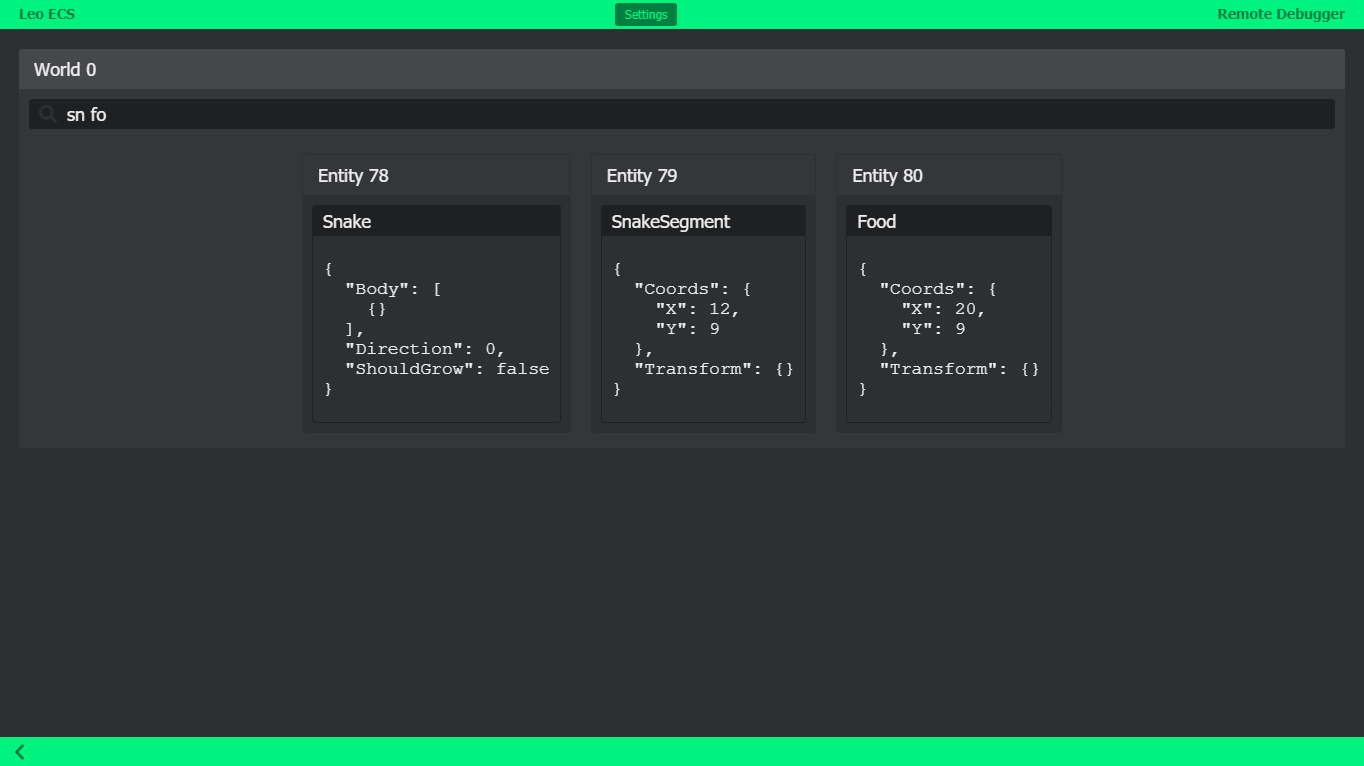 Leo ECS Settings Remote Debugger
World 0
sn fo
Entity 78
Snake
{
  "Body": [
    {}
  ],
  "Direction": 0,
  "ShouldGrow": false
}
Entity 79
SnakeSegment
{
  "Coords": {
    "X": 12,
    "Y": 9
  },
  "Transform": {}
}
Entity 80
Food
{
  "Coords": {
    "X": 20,
    "Y": 9
  },
  "Transform": {}
}